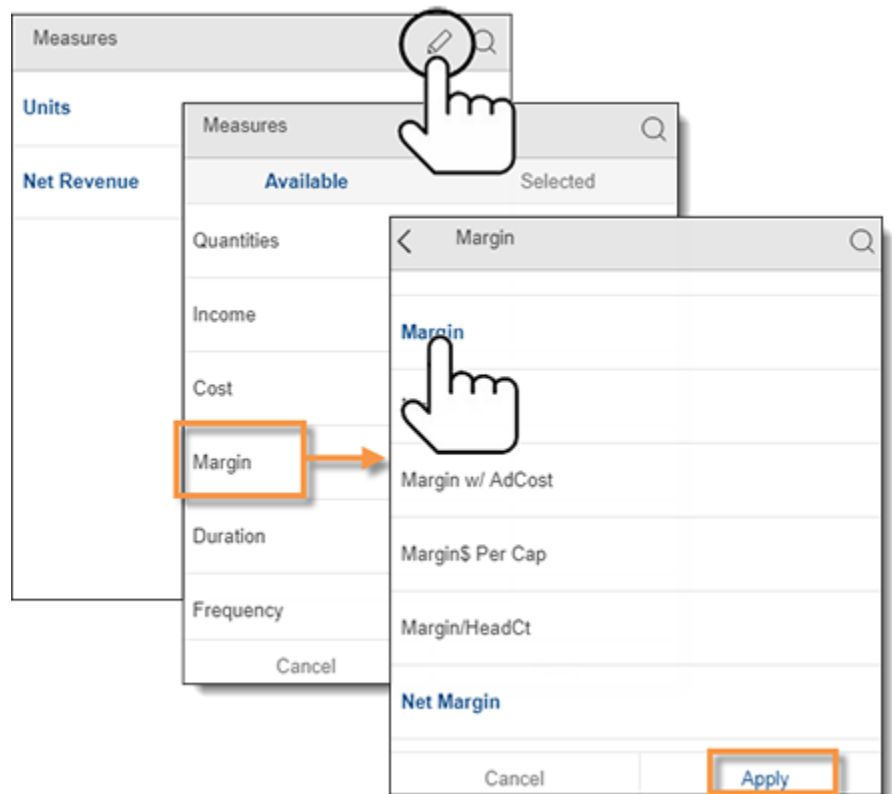 Measures
Units
Net Revenue
Measures
Available Selected
Quantities
Income
Cost
Margin
Duration
Frequency
Cancel
Margin
Margin
Margin w/ AdCost
Margin$ Per Cap
Margin/HeadCt
Net Margin
Cancel Apply